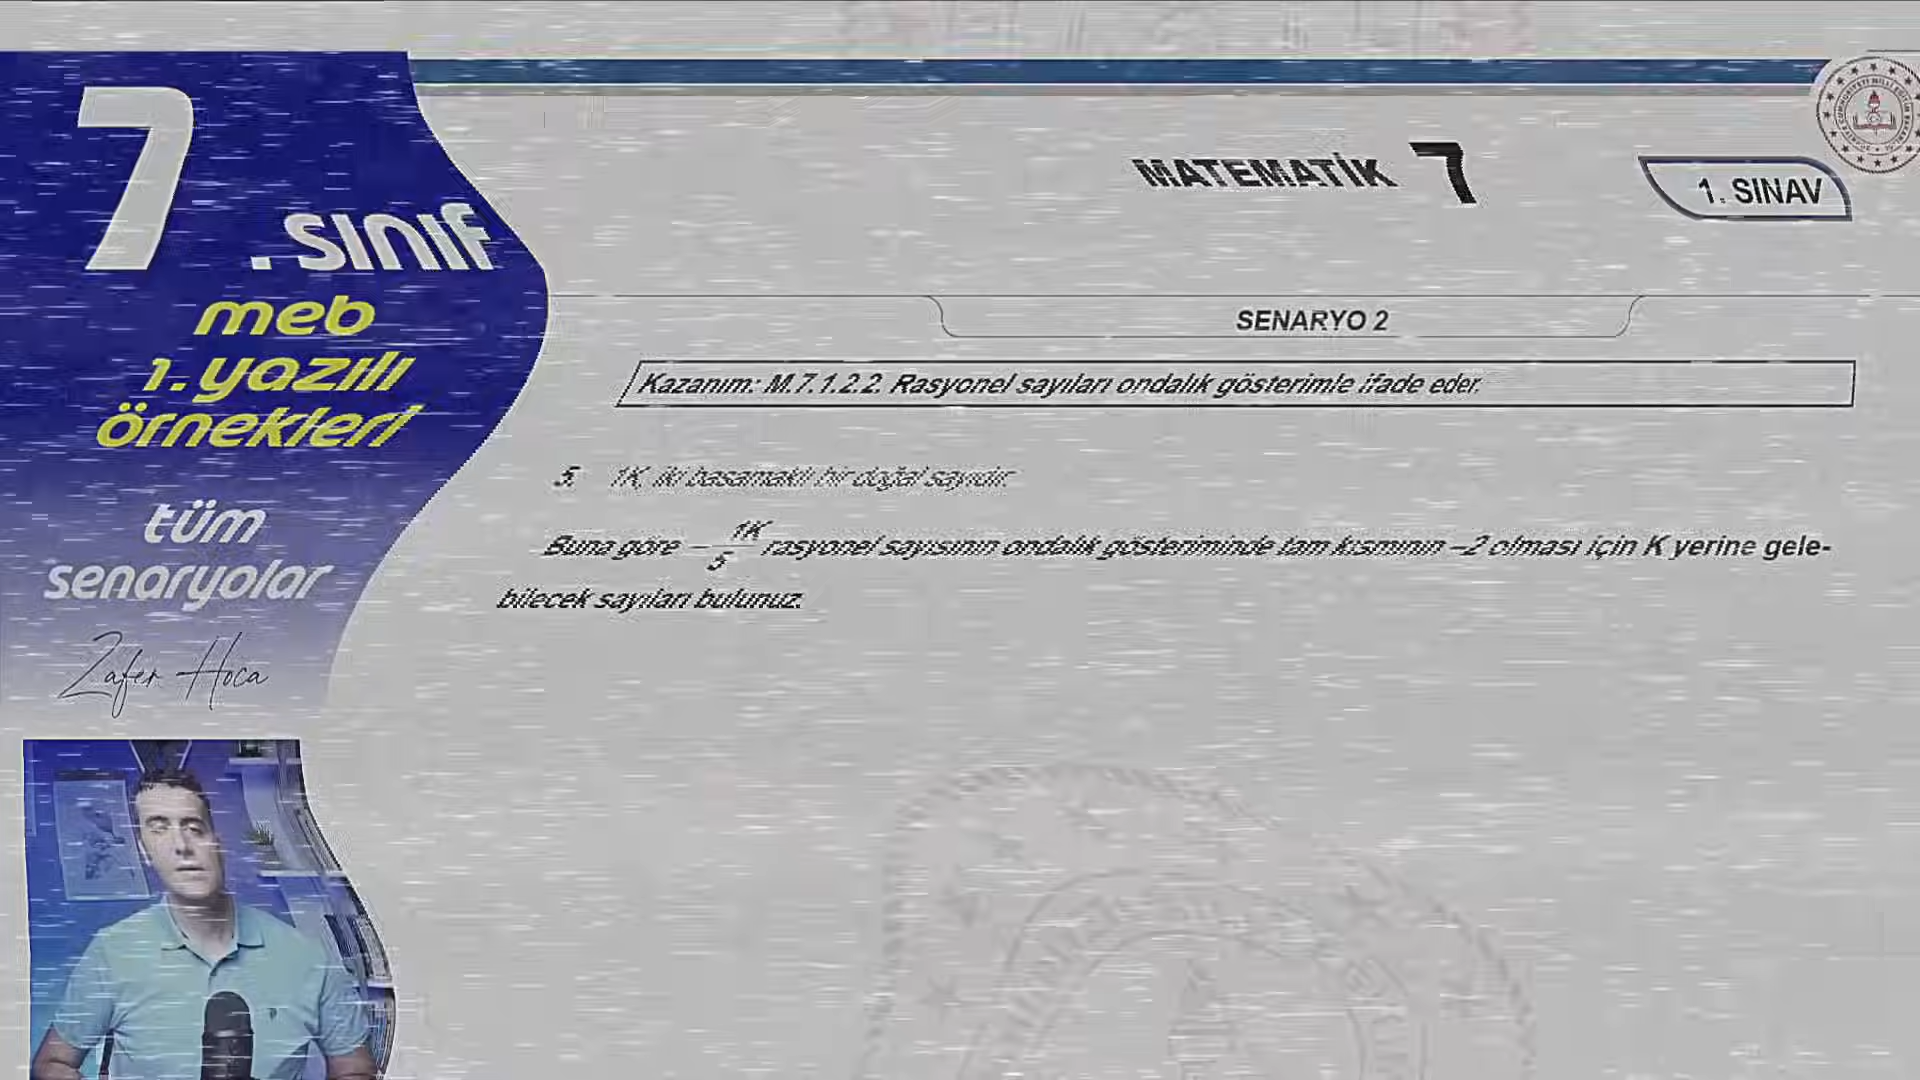 7
.SINIF
meb
1.yazılı
örnekleri
tüm
senaryolar
Zafer Hoca
MATEMATİK 7
1. SINAV
SENARYO 2
Kazanım: M.7.1.2.2. Rasyonel sayıları ondalık gösterimle ifade eder.
5. 1K, iki basamaklı bir doğal sayıdır.
Buna göre – 1K/5 rasyonel sayısının ondalık gösteriminde tam kısmının –2 olması için K yerine gele-
bilecek sayıları bulunuz.